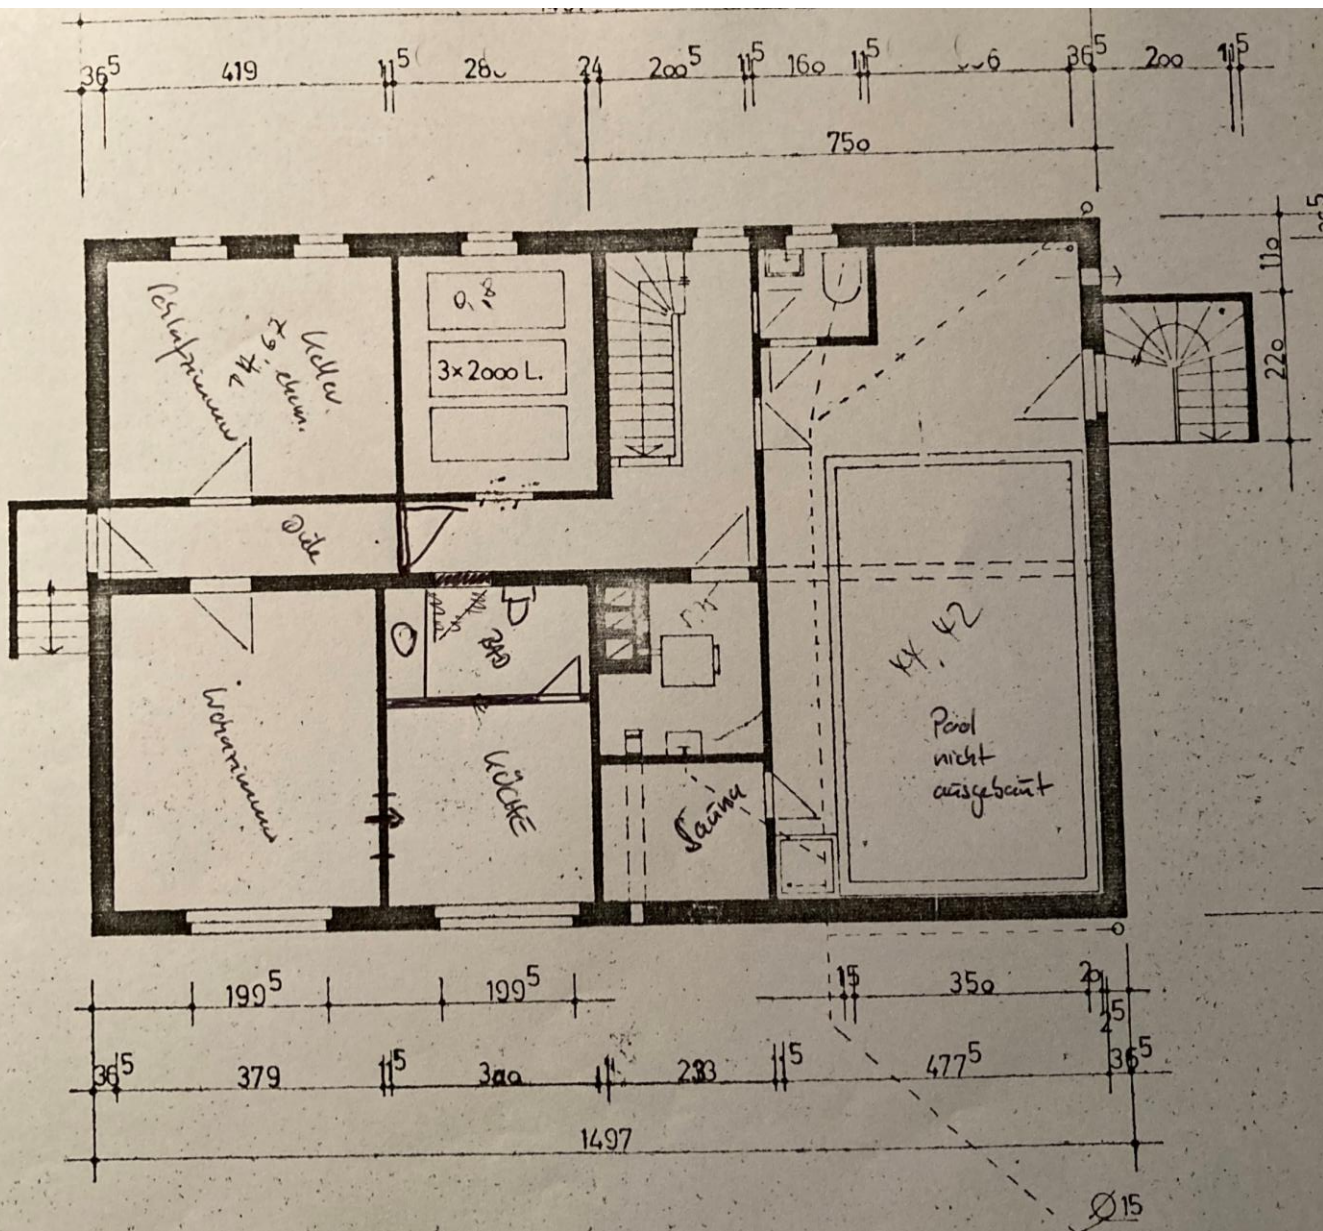 36⁵ 419 11⁵ 24 200⁵ 11⁵ 160 11⁵ 36⁵ 200 11⁵
750
110
220
3×2000 L.
Schlafzimmer
Keller
Diele
BAD
Wohnzimmer
KÜCHE
Sauna
Pool
nicht
ausgebaut
199⁵ 199⁵ 15 350 20
25
36⁵ 379 11⁵ 300 233 11⁵ 477⁵ 36⁵
1497
Ø15